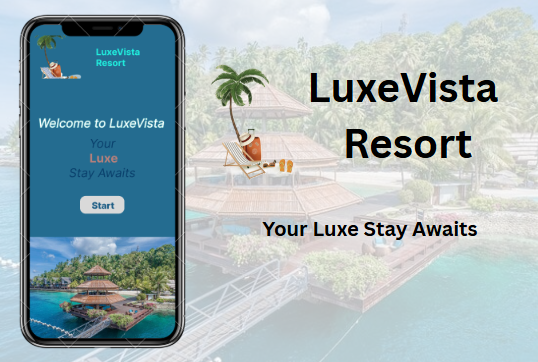 LuxeVista
Resort
Welcome to LuxeVista
Your
Luxe
Stay Awaits
Start
LuxeVista
Resort
Your Luxe Stay Awaits